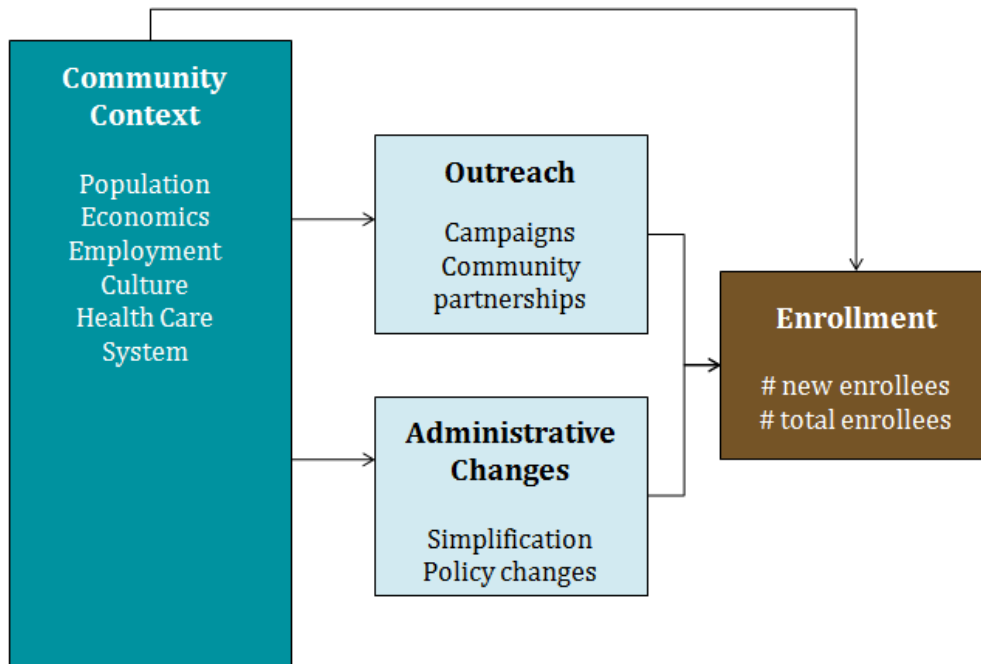 Community
Context
Population
Economics
Employment
Culture
Health Care
System
Outreach
Campaigns
Community
partnerships
Administrative
Changes
Simplification
Policy changes
Enrollment
# new enrollees
# total enrollees